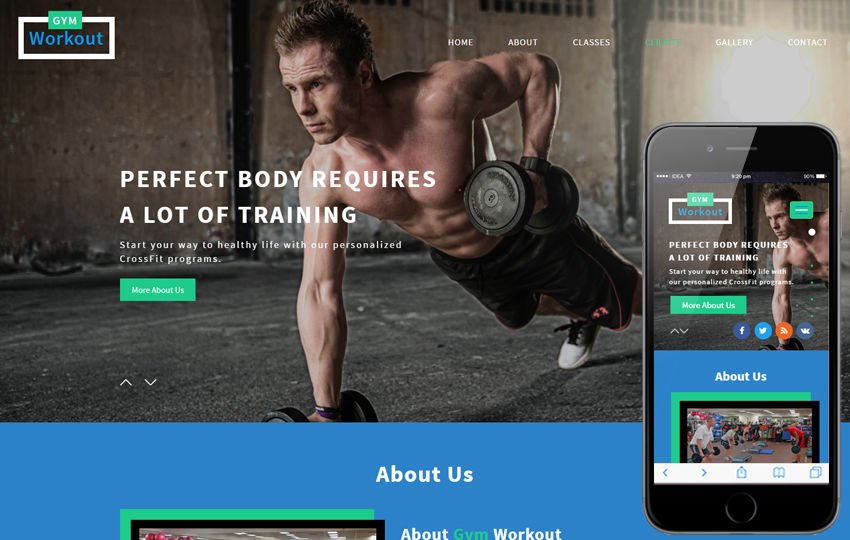 GYM
Workout
HOME ABOUT CLASSES CLIENTS GALLERY CONTACT
PERFECT BODY REQUIRES
A LOT OF TRAINING
Start your way to healthy life with our personalized
CrossFit programs.
More About Us
About Us
About Gym Workout
IDEA 9:20 pm 90%
GYM
Workout
PERFECT BODY REQUIRES
A LOT OF TRAINING
Start your way to healthy life with
our personalized CrossFit programs.
More About Us
About Us